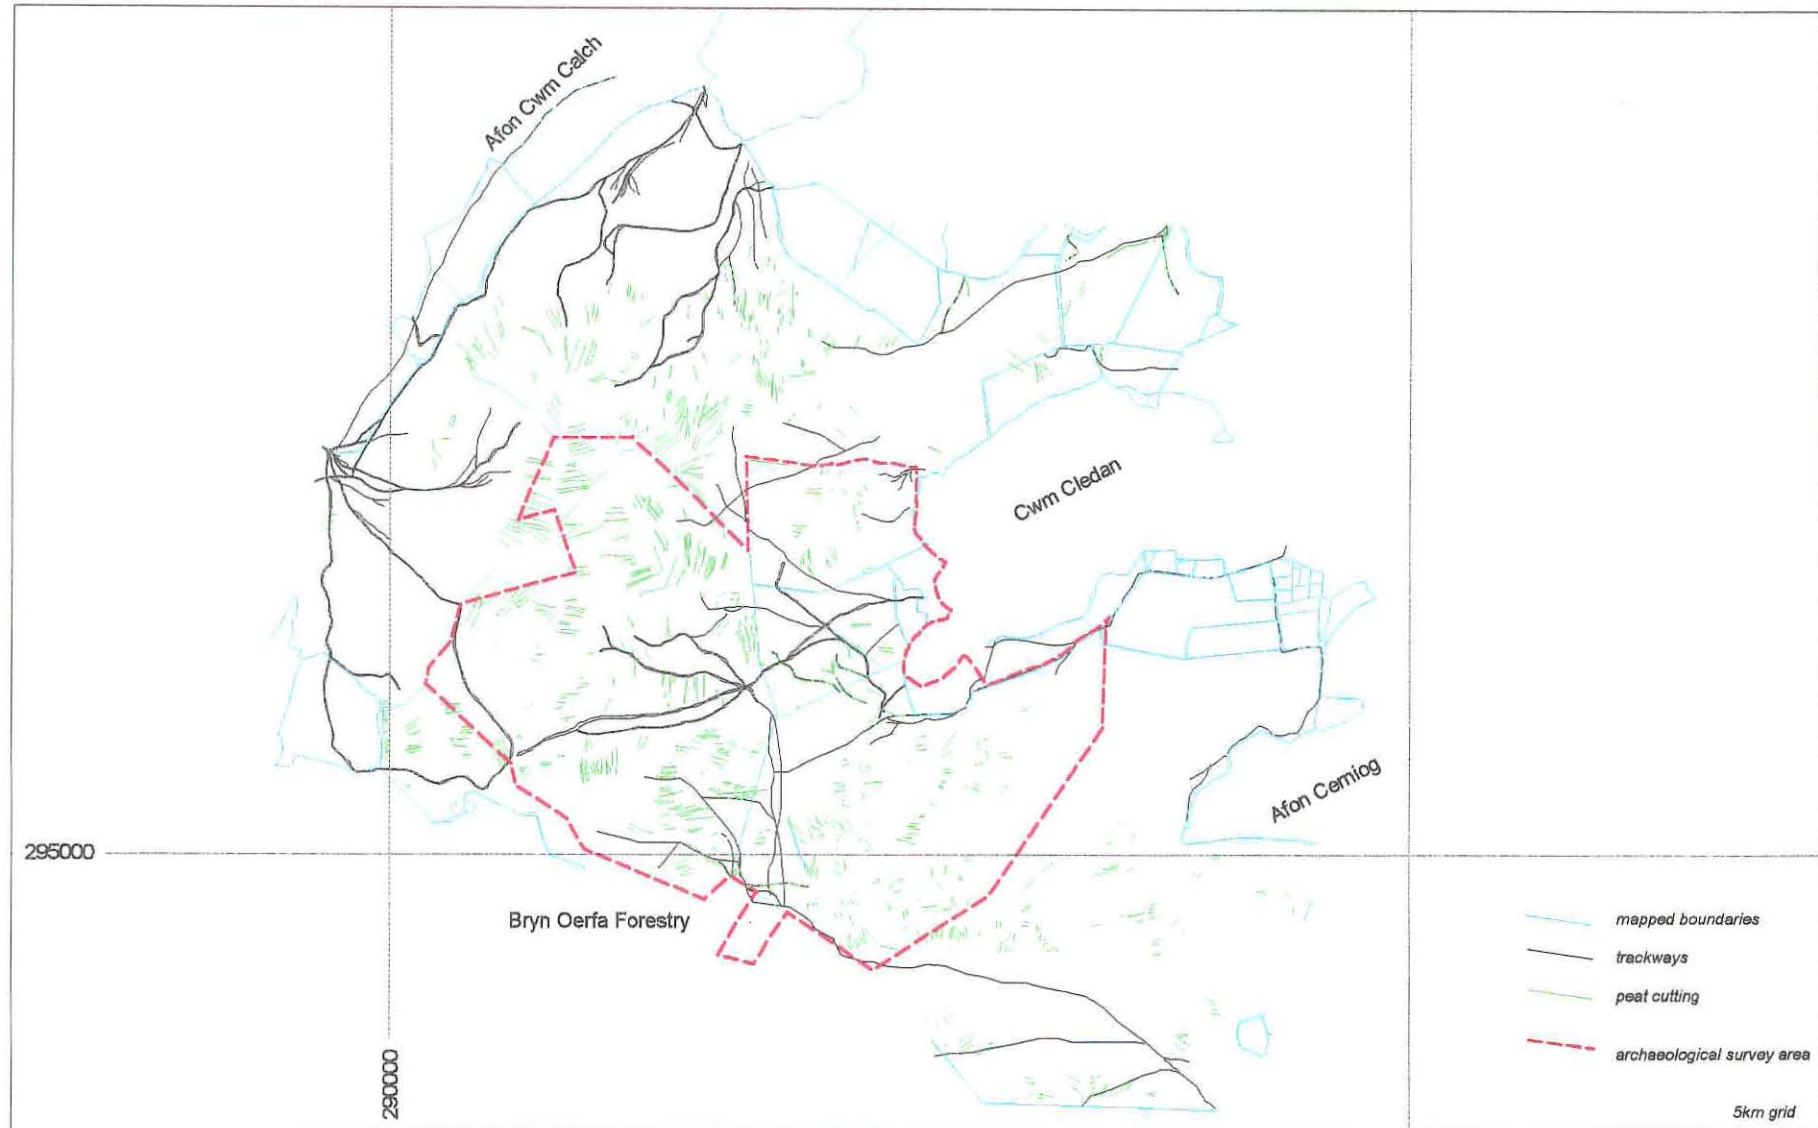 Afon Cwm Calch
Cwm Cledan
Afon Cerniog
295000
Bryn Oerfa Forestry
290000
mapped boundaries
trackways
peat cutting
archaeological survey area
5km grid